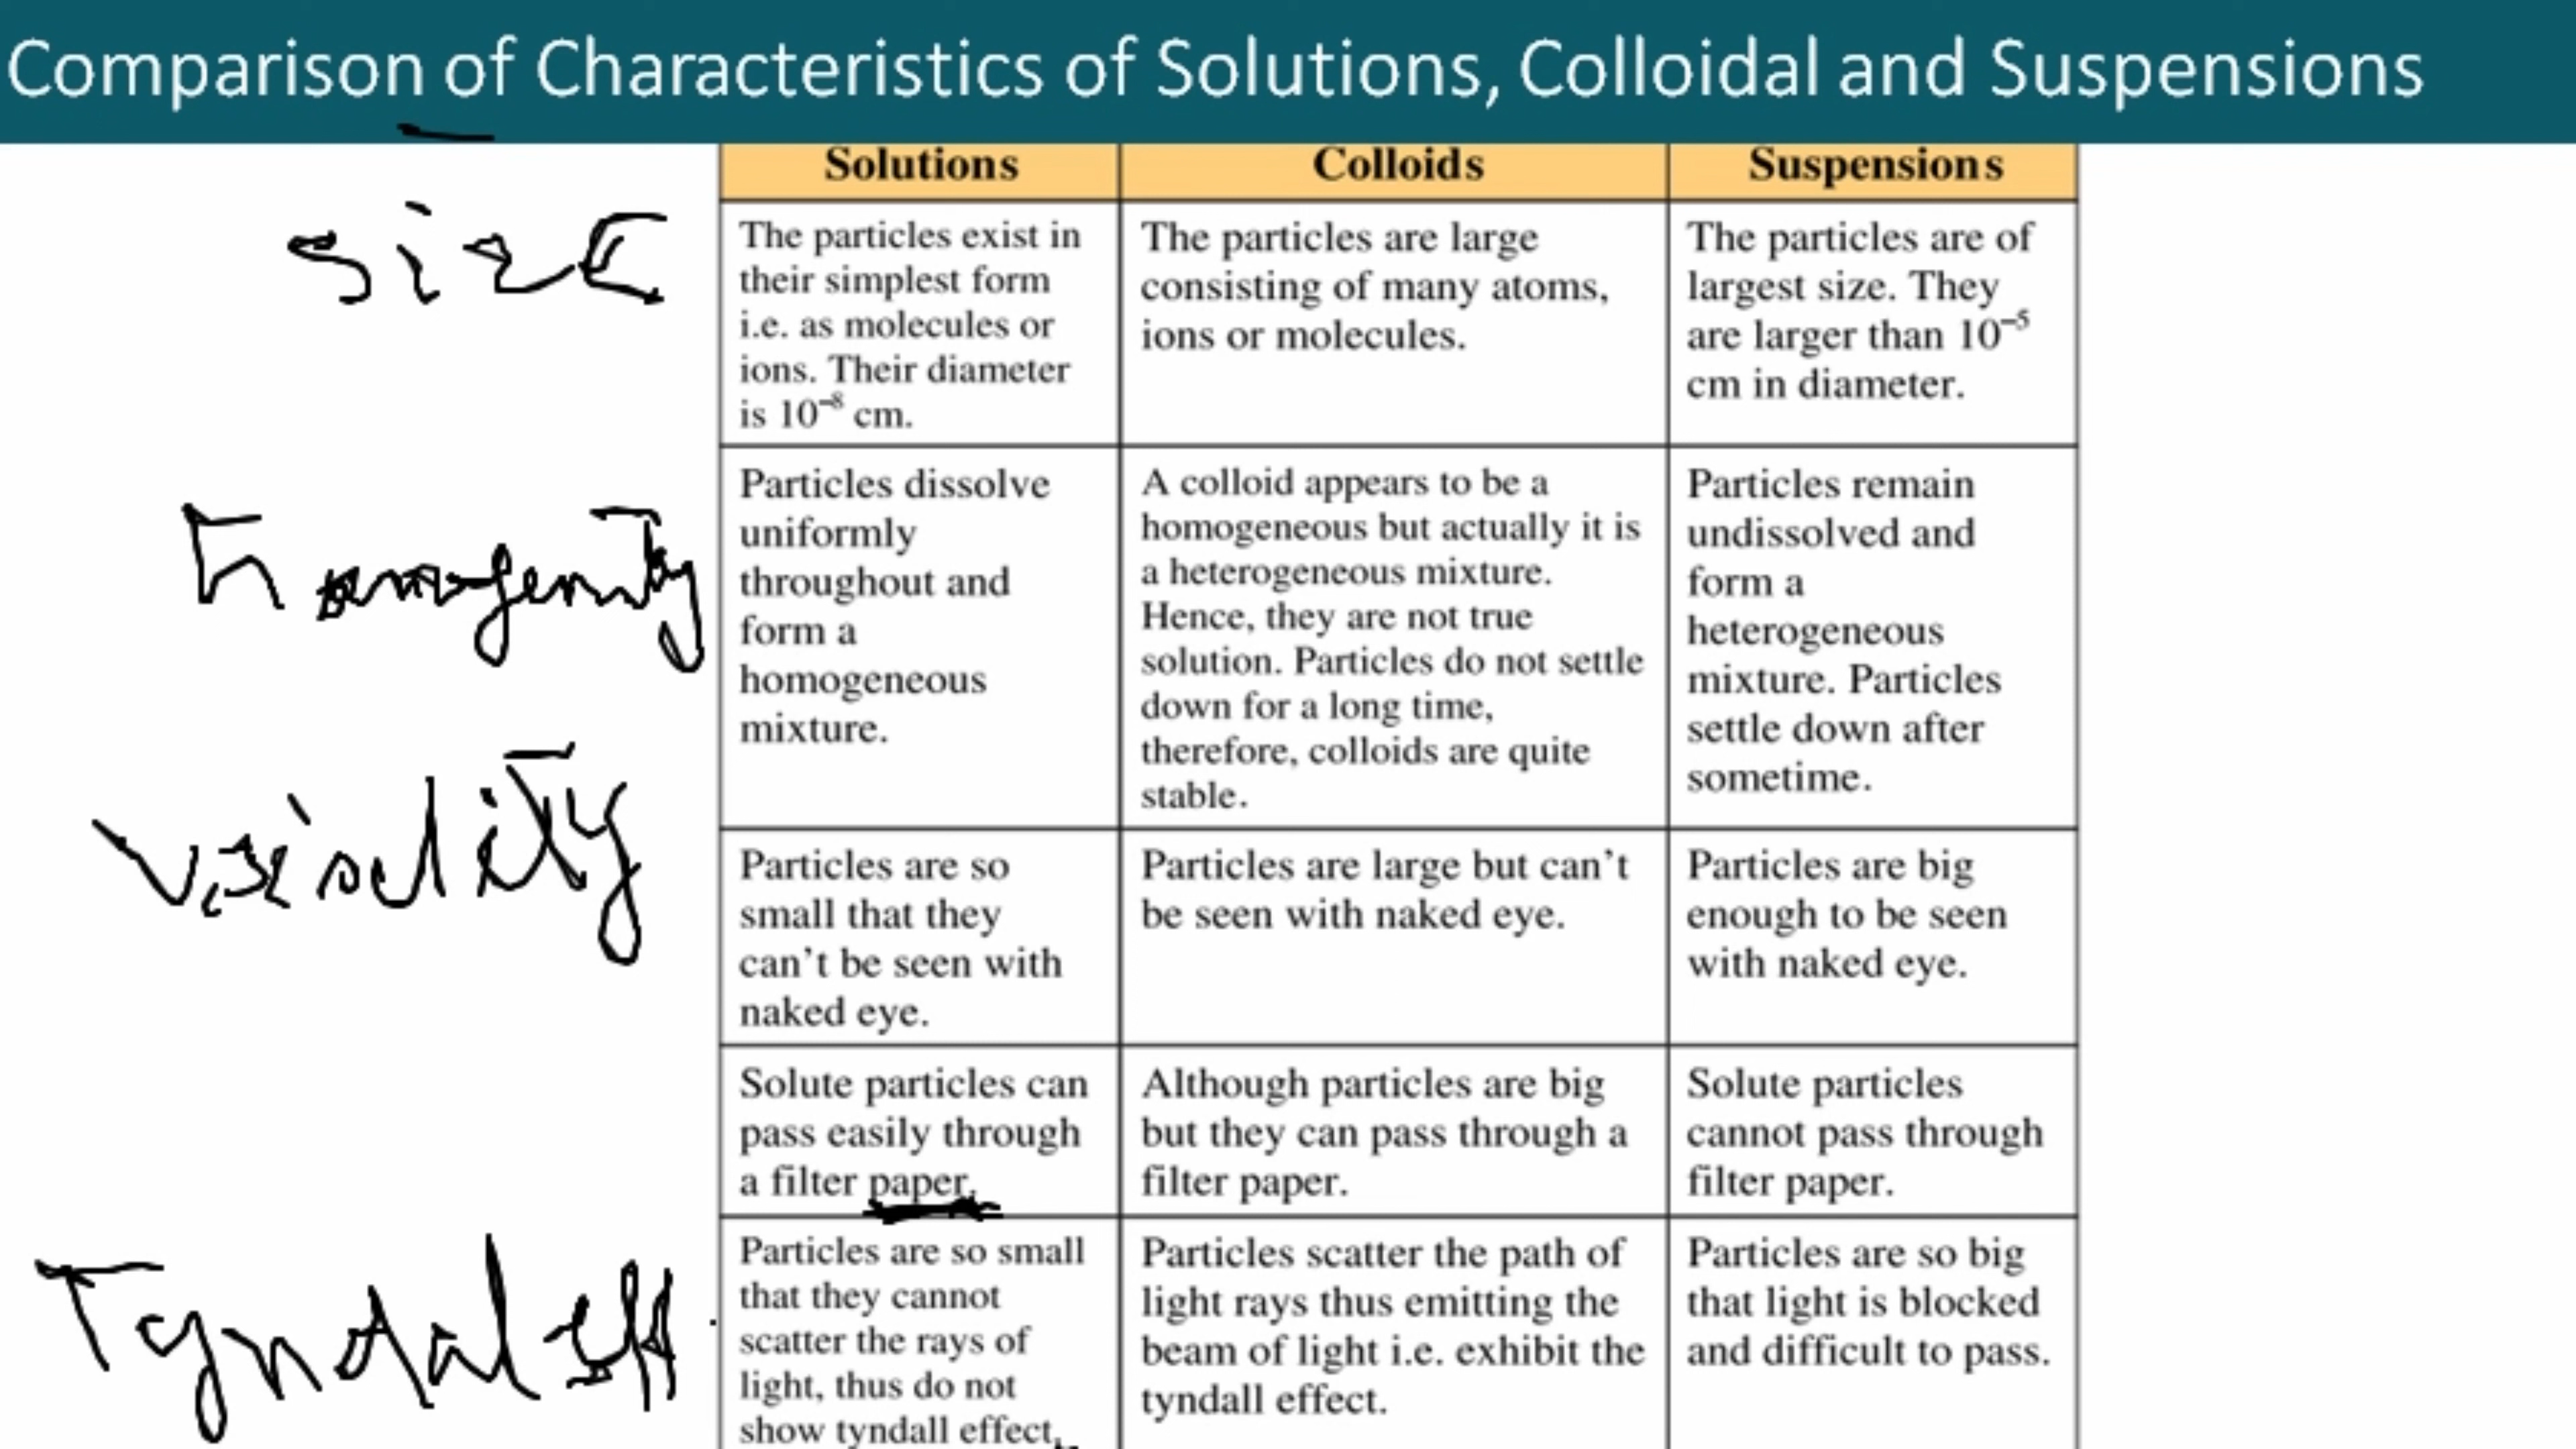 Comparison of Characteristics of Solutions, Colloidal and Suspensions
Solutions
Colloids
Suspensions
size
The particles exist in
their simplest form
i.e. as molecules or
ions. Their diameter
is 10⁻⁸ cm.
The particles are large
consisting of many atoms,
ions or molecules.
The particles are of
largest size. They
are larger than 10⁻⁵
cm in diameter.
Particles dissolve
uniformly
throughout and
form a
homogeneous
mixture.
A colloid appears to be a
homogeneous but actually it is
a heterogeneous mixture.
Hence, they are not true
solution. Particles do not settle
down for a long time,
therefore, colloids are quite
stable.
Particles remain
undissolved and
form a
heterogeneous
mixture. Particles
settle down after
sometime.
Particles are so
small that they
can’t be seen with
naked eye.
Particles are large but can’t
be seen with naked eye.
Particles are big
enough to be seen
with naked eye.
Solute particles can
pass easily through
a filter paper.
Although particles are big
but they can pass through a
filter paper.
Solute particles
cannot pass through
filter paper.
Tyndal eff
Particles are so small
that they cannot
scatter the rays of
light, thus do not
show tyndall effect.
Particles scatter the path of
light rays thus emitting the
beam of light i.e. exhibit the
tyndall effect.
Particles are so big
that light is blocked
and difficult to pass.